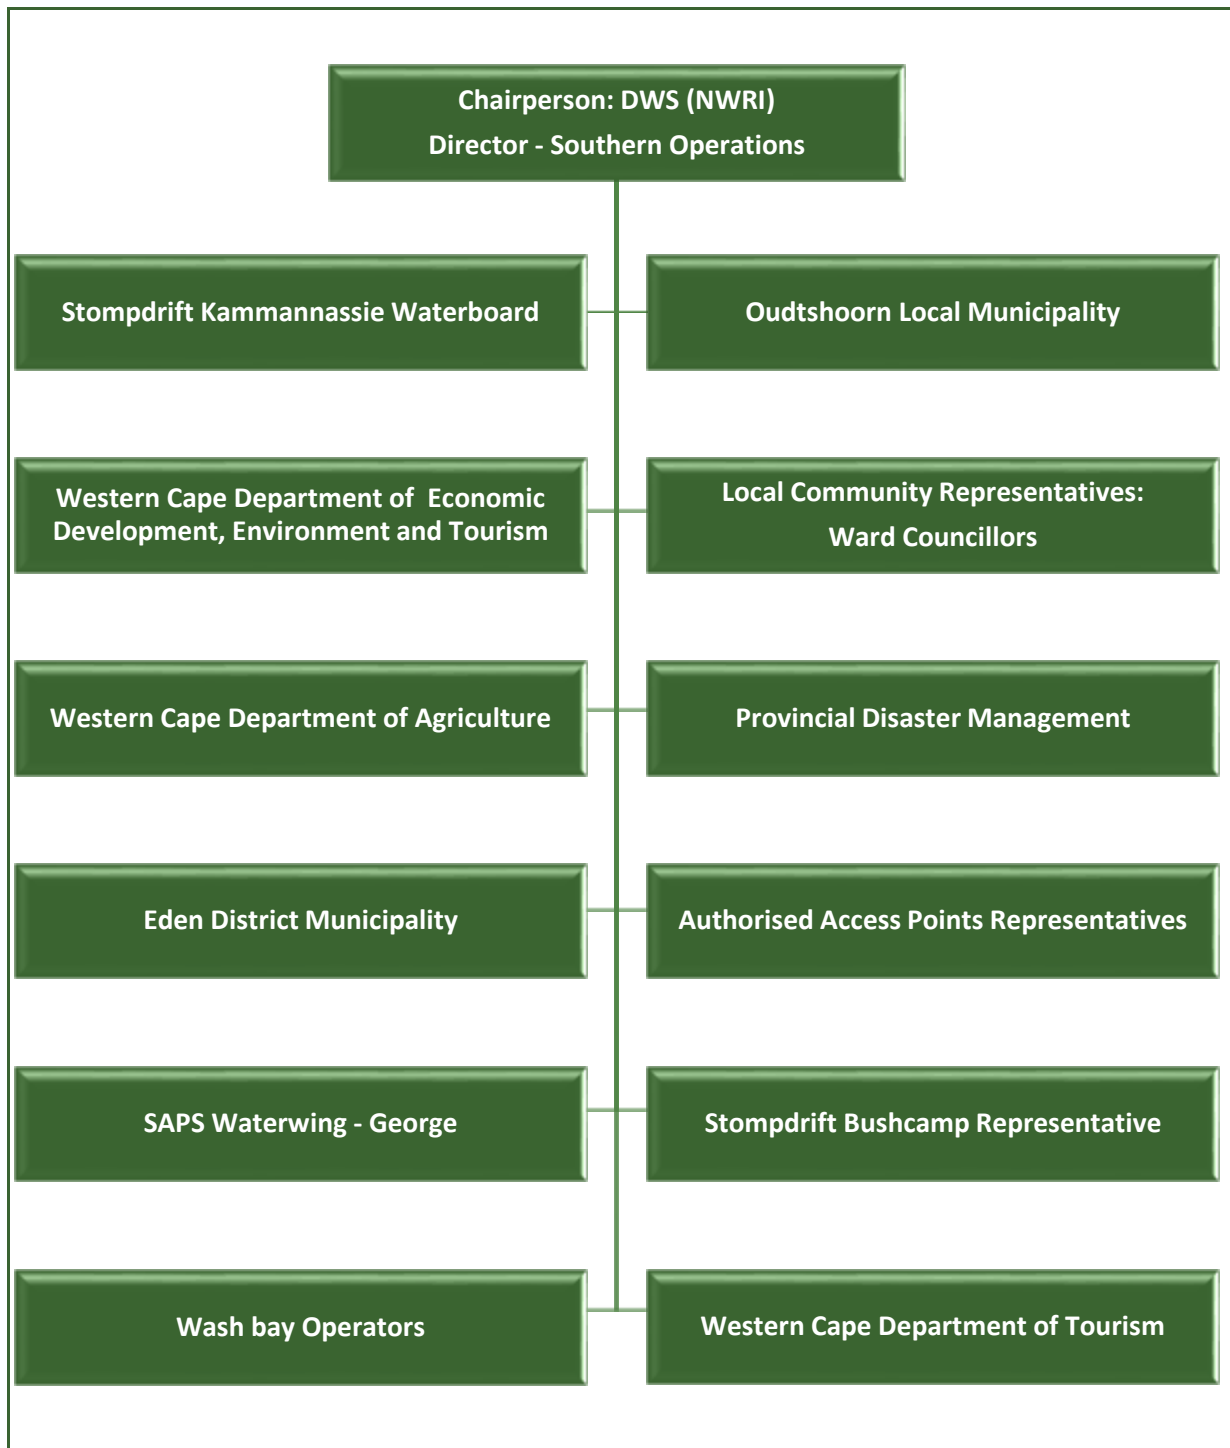 Chairperson: DWS (NWRI)
Director - Southern Operations
Stompdrift Kammannassie Waterboard
Oudtshoorn Local Municipality
Western Cape Department of  Economic
Development, Environment and Tourism
Local Community Representatives:
Ward Councillors
Western Cape Department of Agriculture
Provincial Disaster Management
Eden District Municipality
Authorised Access Points Representatives
SAPS Waterwing - George
Stompdrift Bushcamp Representative
Wash bay Operators
Western Cape Department of Tourism